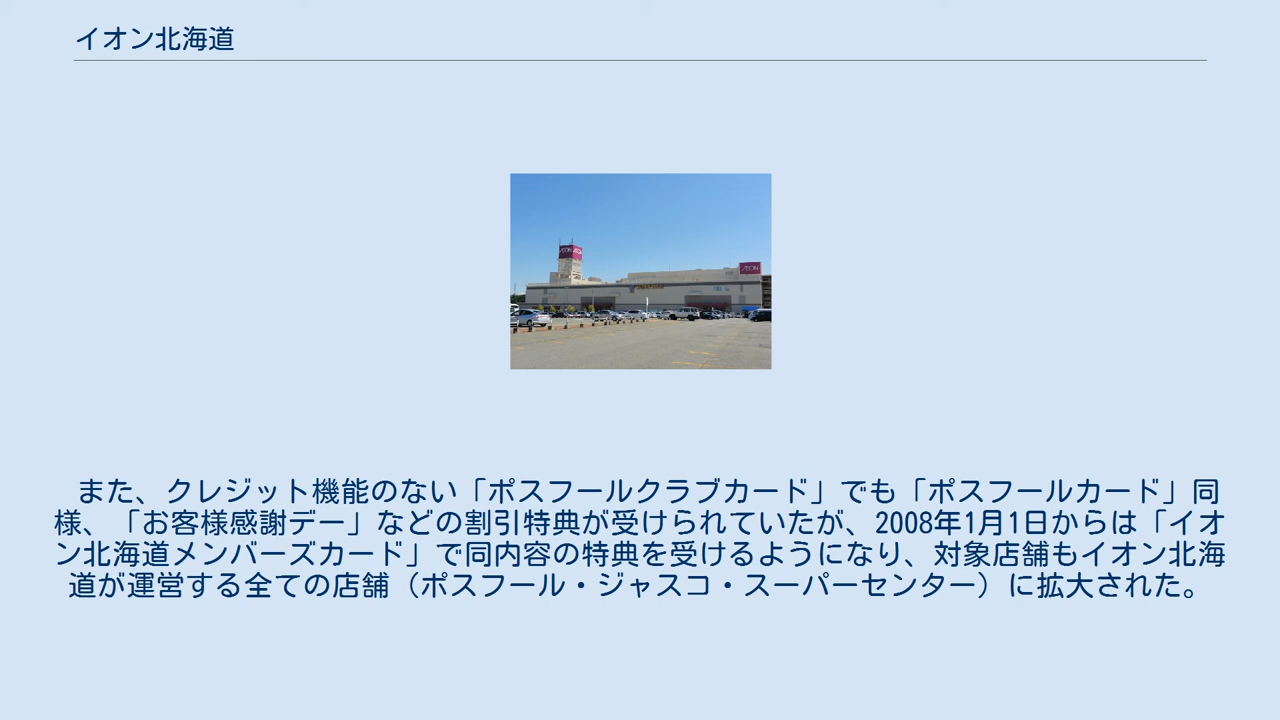 イオン北海道
ÆON
ÆON
ÆON
また、クレジット機能のない「ポスフールクラブカード」でも「ポスフールカード」同
様、「お客様感謝デー」などの割引特典が受けられていたが、2008年1月1日からは「イオ
ン北海道メンバーズカード」で同内容の特典を受けるようになり、対象店舗もイオン北海
道が運営する全ての店舗（ポスフール・ジャスコ・スーパーセンター）に拡大された。